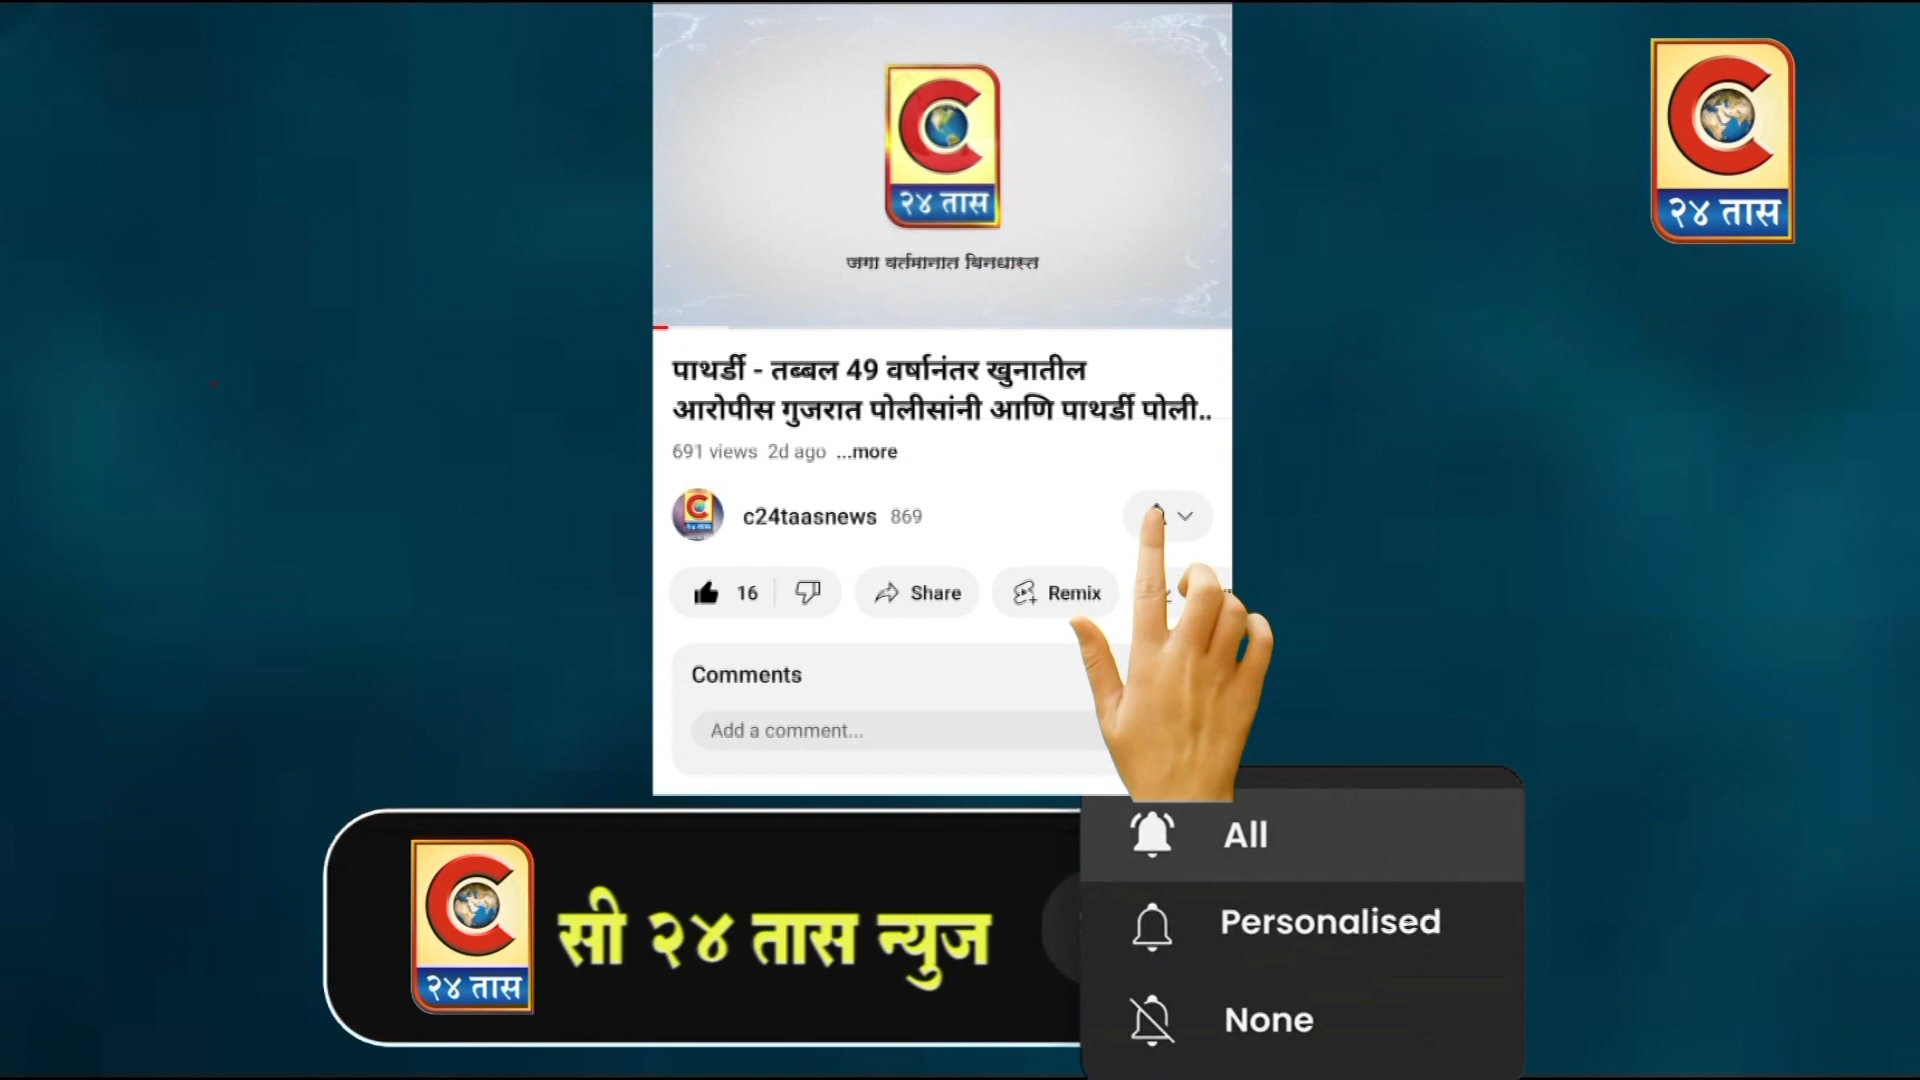 २४ तास
२४ तास
जगा वर्तमानात बिनधास्त
पाथर्डी - तब्बल 49 वर्षानंतर खुनातील
आरोपीस गुजरात पोलीसांनी आणि पाथर्डी पोली..
691 views 2d ago ...more
c24taasnews 869
16 Share Remix
Comments
Add a comment...
All
Personalised
None
सी २४ तास न्युज
२४ तास